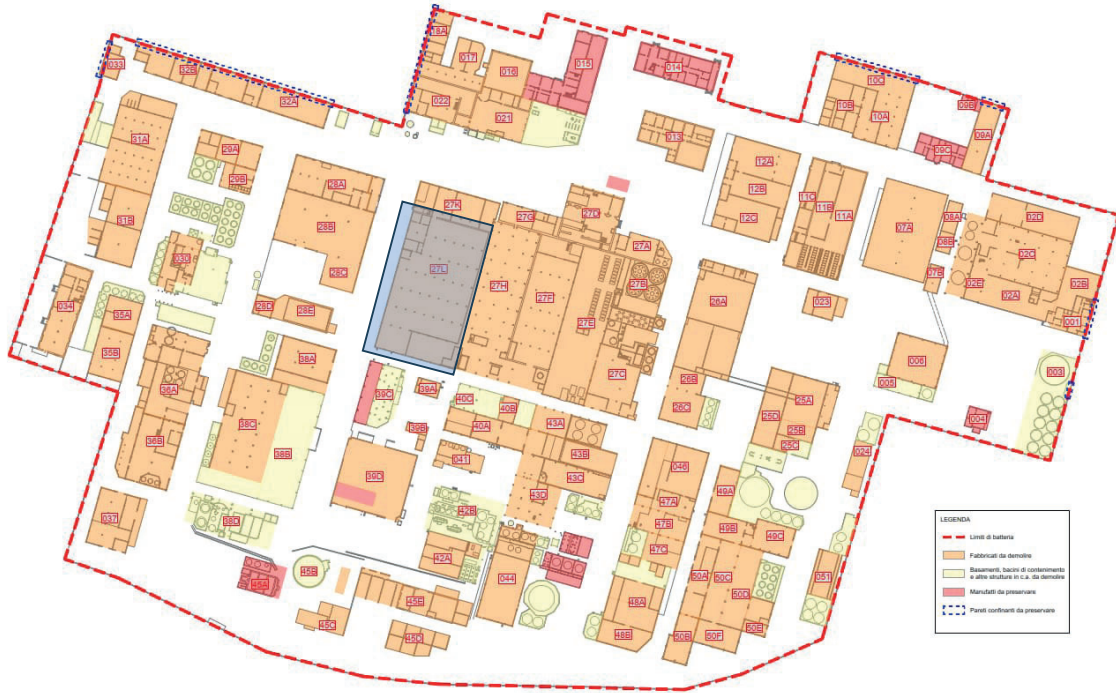 18A
017
016
015
014
033
32B
32A
022
021
10C
10B
10A
09B
09A
09C
013
31A
29A
29B
28A
27K
27G
27D
12A
12B
12C
11C
11B
11A
07A
08A
08B
02D
02C
31B
28B
030
28C
27L
27H
27F
27A
27B
07B
02E
02A
02B
001
034
35A
28D
28E
27E
26A
023
35B
38A
39C
39A
27C
26B
006
005
003
36A
38C
40C
40B
26C
25A
25D
004
36B
38B
39B
40A
43A
25B
25C
041
43B
024
39D
43C
046
49A
037
38D
42B
43D
47A
47B
49B
49C
42A
47C
45A
45B
044
50A
50C
50D
051
45E
48A
45C
45D
48B
50B
50F
50E
LEGENDA
Limiti di batteria
Fabbricati da demolire
Basamenti, bacini di contenimento
e altre strutture in c.a. da demolire
Manufatti da preservare
Pareti confinanti da preservare